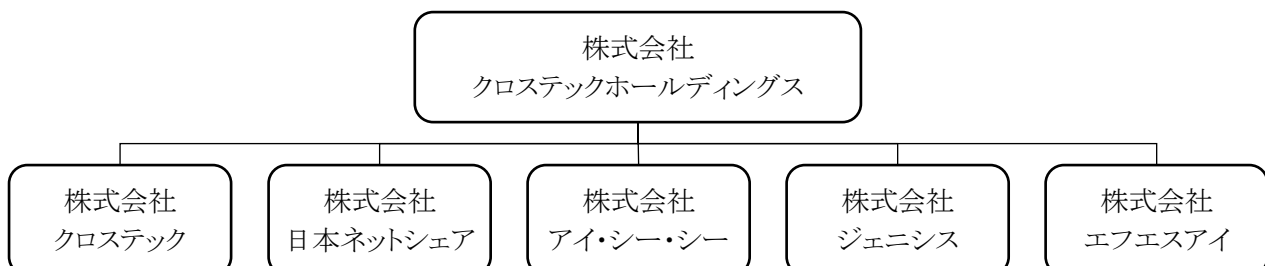 株式会社
クロステックホールディングス
株式会社
クロステック
株式会社
日本ネットシェア
株式会社
アイ・シー・シー
株式会社
ジェニシス
株式会社
エフエスアイ